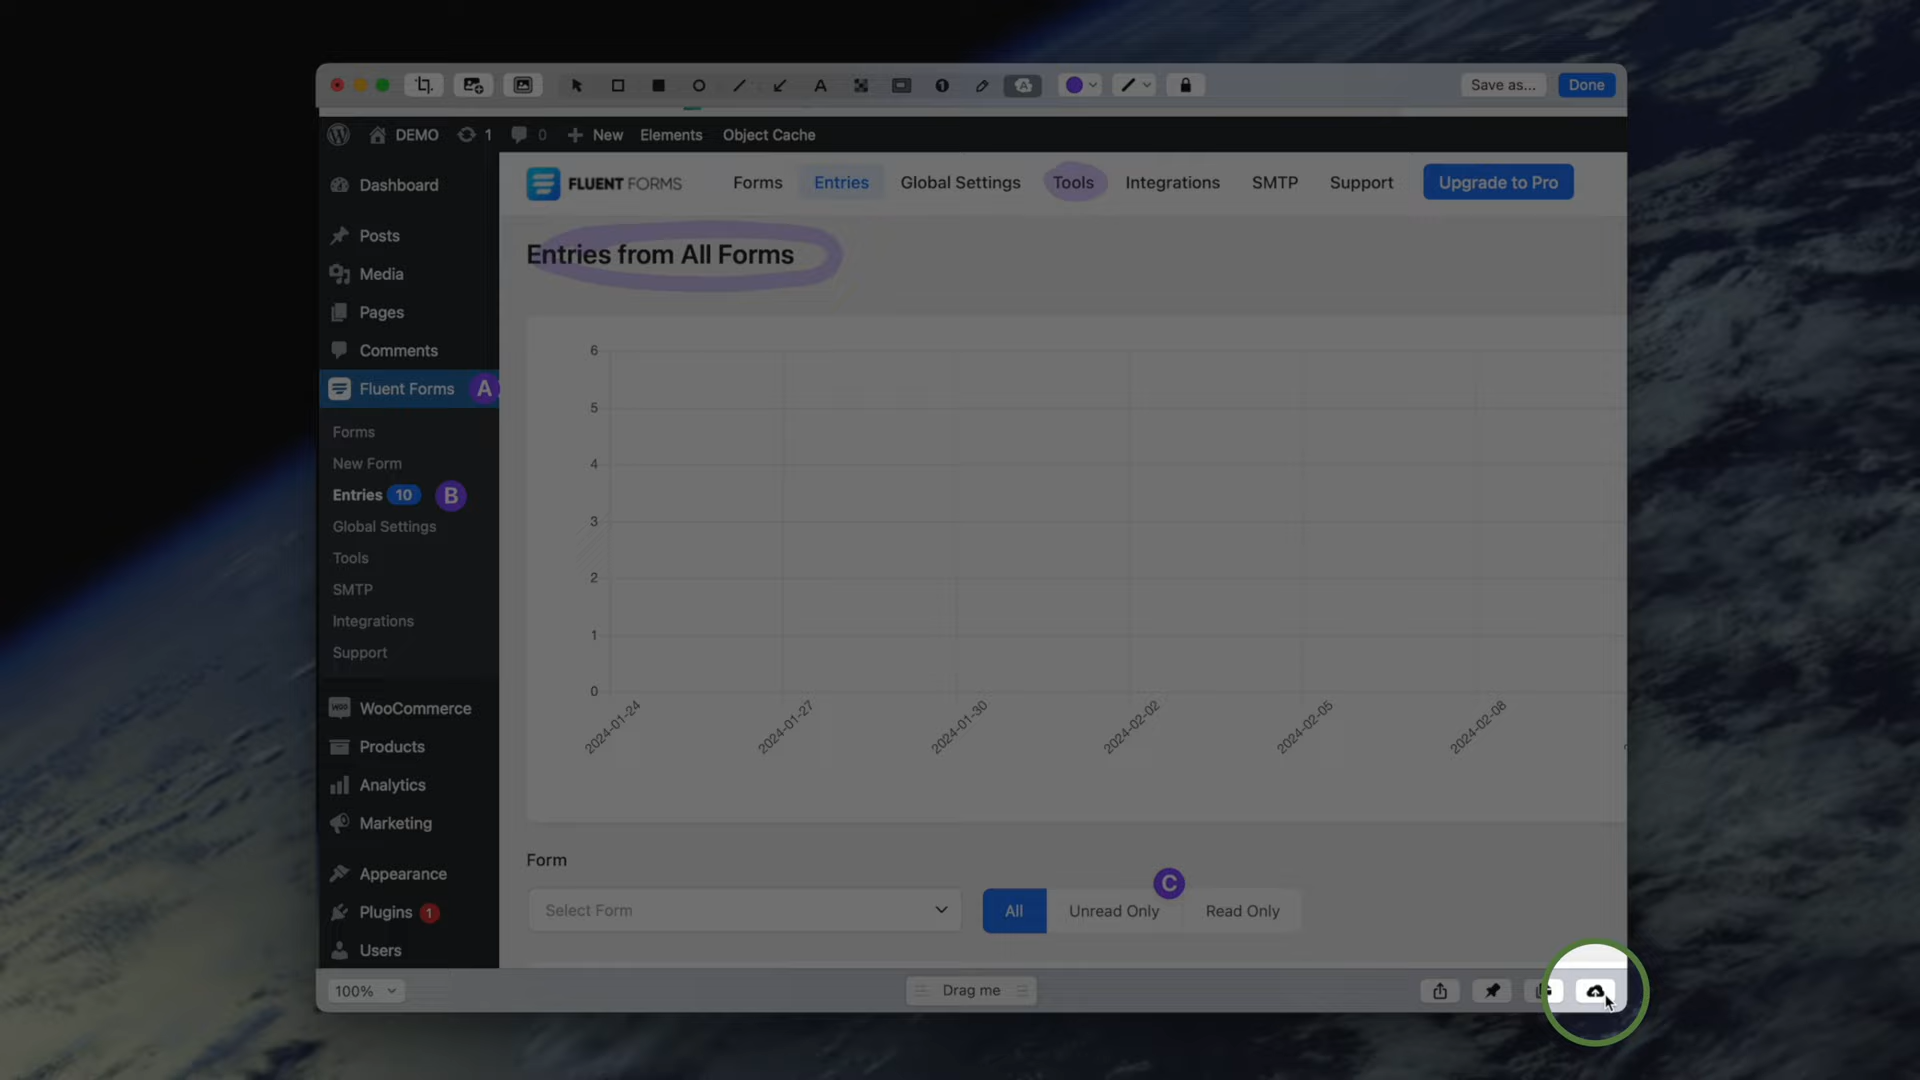 Save as...
Done
DEMO
1
0
New
Elements
Object Cache
Dashboard
Posts
Media
Pages
Comments
Fluent Forms
A
Forms
New Form
Entries 10
B
Global Settings
Tools
SMTP
Integrations
Support
WooCommerce
Products
Analytics
Marketing
Appearance
Plugins 1
Users
FLUENT FORMS
Forms
Entries
Global Settings
Tools
Integrations
SMTP
Support
Upgrade to Pro
Entries from All Forms
6
5
4
3
2
1
0
2024-01-24
2024-01-27
2024-01-30
2024-02-02
2024-02-05
2024-02-08
Form
Select Form
All
Unread Only
C
Read Only
100%
Drag me